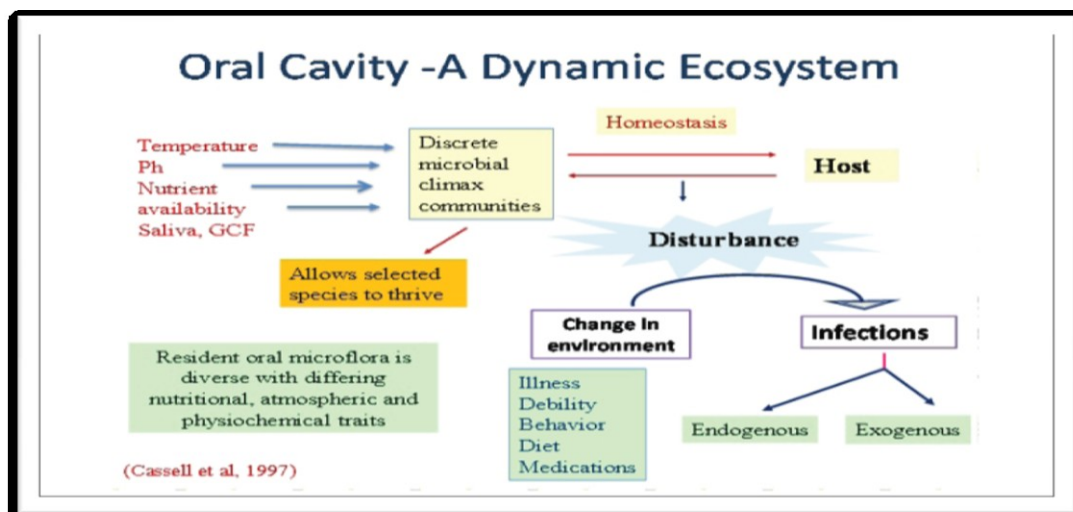 Oral Cavity -A Dynamic Ecosystem
Temperature
Ph
Nutrient
availability
Saliva, GCF
Discrete
microbial
climax
communities
Homeostasis
Host
Disturbance
Allows selected
species to thrive
Change In
environment
Infections
Resident oral microflora is
diverse with differing
nutritional, atmospheric and
physiochemical traits
Illness
Debility
Behavior
Diet
Medications
Endogenous
Exogenous
(Cassell et al, 1997)